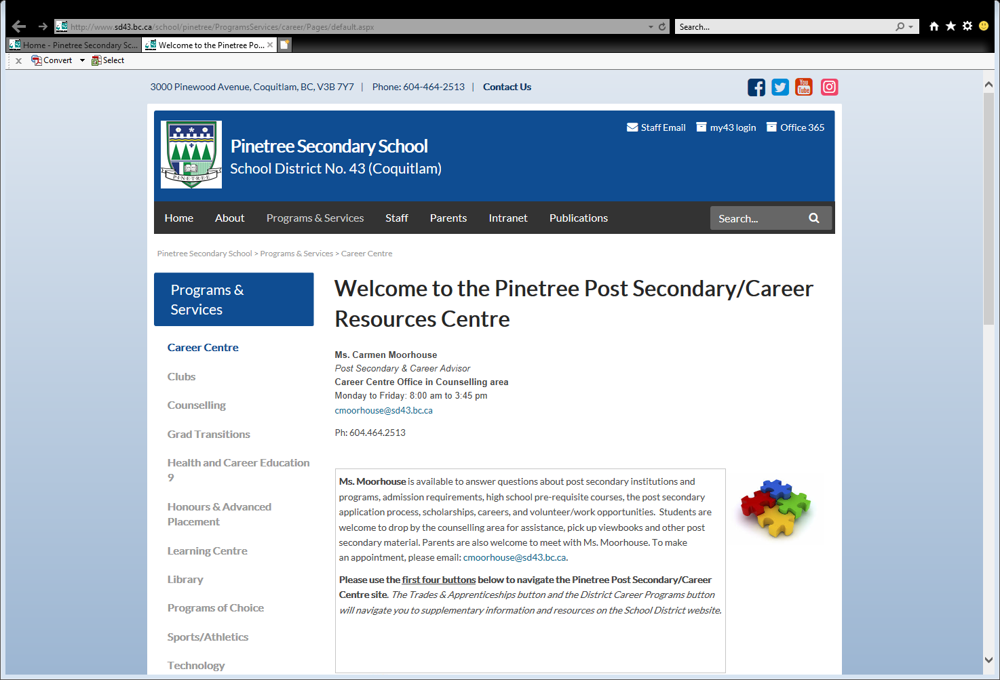 http://www.sd43.bc.ca/school/pinetree/ProgramsServices/career/Pages/default.aspx
Search...
Home - Pinetree Secondary Sc...
Welcome to the Pinetree Po...
Convert
Select
3000 Pinewood Avenue, Coquitlam, BC, V3B 7Y7 | Phone: 604-464-2513 | Contact Us
You Tube
Staff Email
my43 login
Office 365
PINETREE
Pinetree Secondary School
School District No. 43 (Coquitlam)
Home About Programs & Services Staff Parents Intranet Publications
Search...
Pinetree Secondary School > Programs & Services > Career Centre
Programs &
Services
Career Centre
Clubs
Counselling
Grad Transitions
Health and Career Education
9
Honours & Advanced
Placement
Learning Centre
Library
Programs of Choice
Sports/Athletics
Technology
Welcome to the Pinetree Post Secondary/Career
Resources Centre
Ms. Carmen Moorhouse
Post Secondary & Career Advisor
Career Centre Office in Counselling area
Monday to Friday: 8:00 am to 3:45 pm
cmoorhouse@sd43.bc.ca
Ph: 604.464.2513
Ms. Moorhouse is available to answer questions about post secondary institutions and
programs, admission requirements, high school pre-requisite courses, the post secondary
application process, scholarships, careers, and volunteer/work opportunities.  Students are
welcome to drop by the counselling area for assistance, pick up viewbooks and other post
secondary material. Parents are also welcome to meet with Ms. Moorhouse. To make
an appointment, please email: cmoorhouse@sd43.bc.ca.
Please use the first four buttons below to navigate the Pinetree Post Secondary/Career
Centre site. The Trades & Apprenticeships button and the District Career Programs button
will navigate you to supplementary information and resources on the School District website.